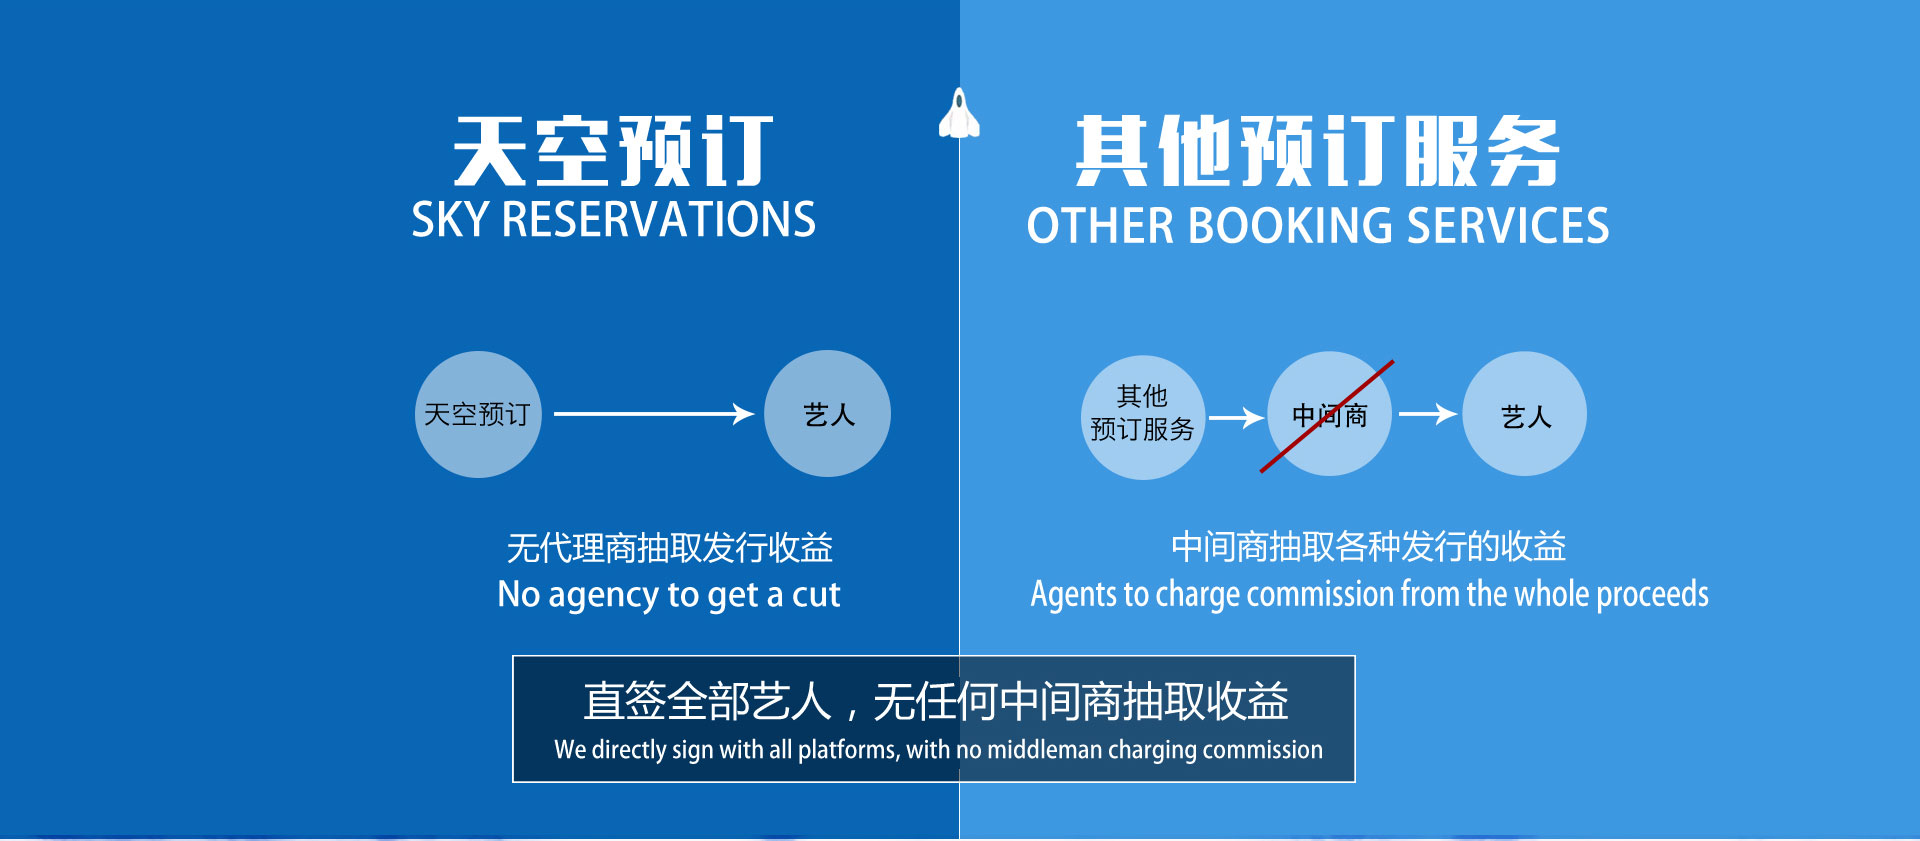 天空预订
SKY RESERVATIONS
天空预订
艺人
无代理商抽取发行收益
No agency to get a cut
其他预订服务
OTHER BOOKING SERVICES
其他
预订服务
中间商
艺人
中间商抽取各种发行的收益
Agents to charge commission from the whole proceeds
直签全部艺人，无任何中间商抽取收益
We directly sign with all platforms, with no middleman charging commission